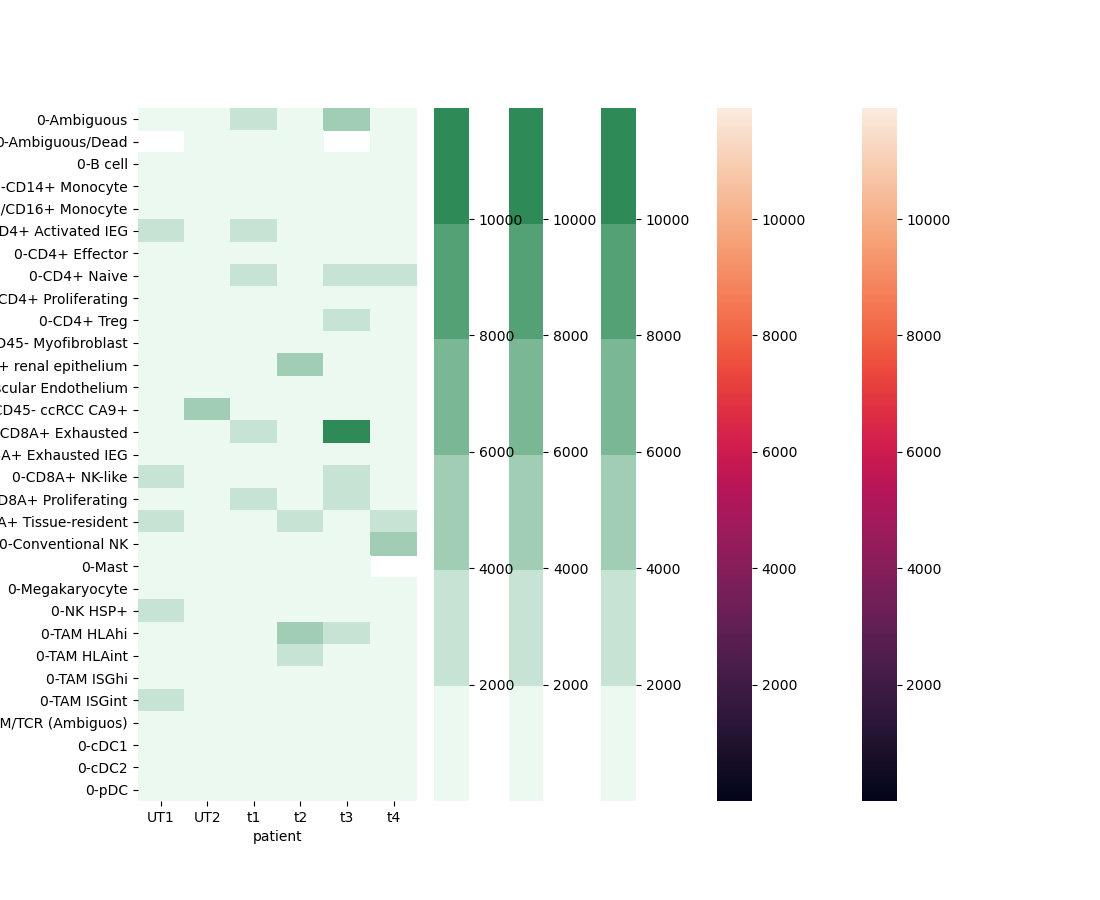 0-Ambiguous
0-Ambiguous/Dead
0-B cell
-CD14+ Monocyte
/CD16+ Monocyte
D4+ Activated IEG
0-CD4+ Effector
0-CD4+ Naive
CD4+ Proliferating
0-CD4+ Treg
D45- Myofibroblast
+ renal epithelium
scular Endothelium
CD45- ccRCC CA9+
CD8A+ Exhausted
A+ Exhausted IEG
0-CD8A+ NK-like
D8A+ Proliferating
A+ Tissue-resident
0-Conventional NK
0-Mast
0-Megakaryocyte
0-NK HSP+
0-TAM HLAhi
0-TAM HLAint
0-TAM ISGhi
0-TAM ISGint
M/TCR (Ambiguos)
0-cDC1
0-cDC2
0-pDC
UT1 UT2 t1 t2 t3 t4
patient
10000 10000 10000 10000 10000
8000 8000 8000 8000 8000
6000 6000 6000 6000 6000
4000 4000 4000 4000 4000
2000 2000 2000 2000 2000